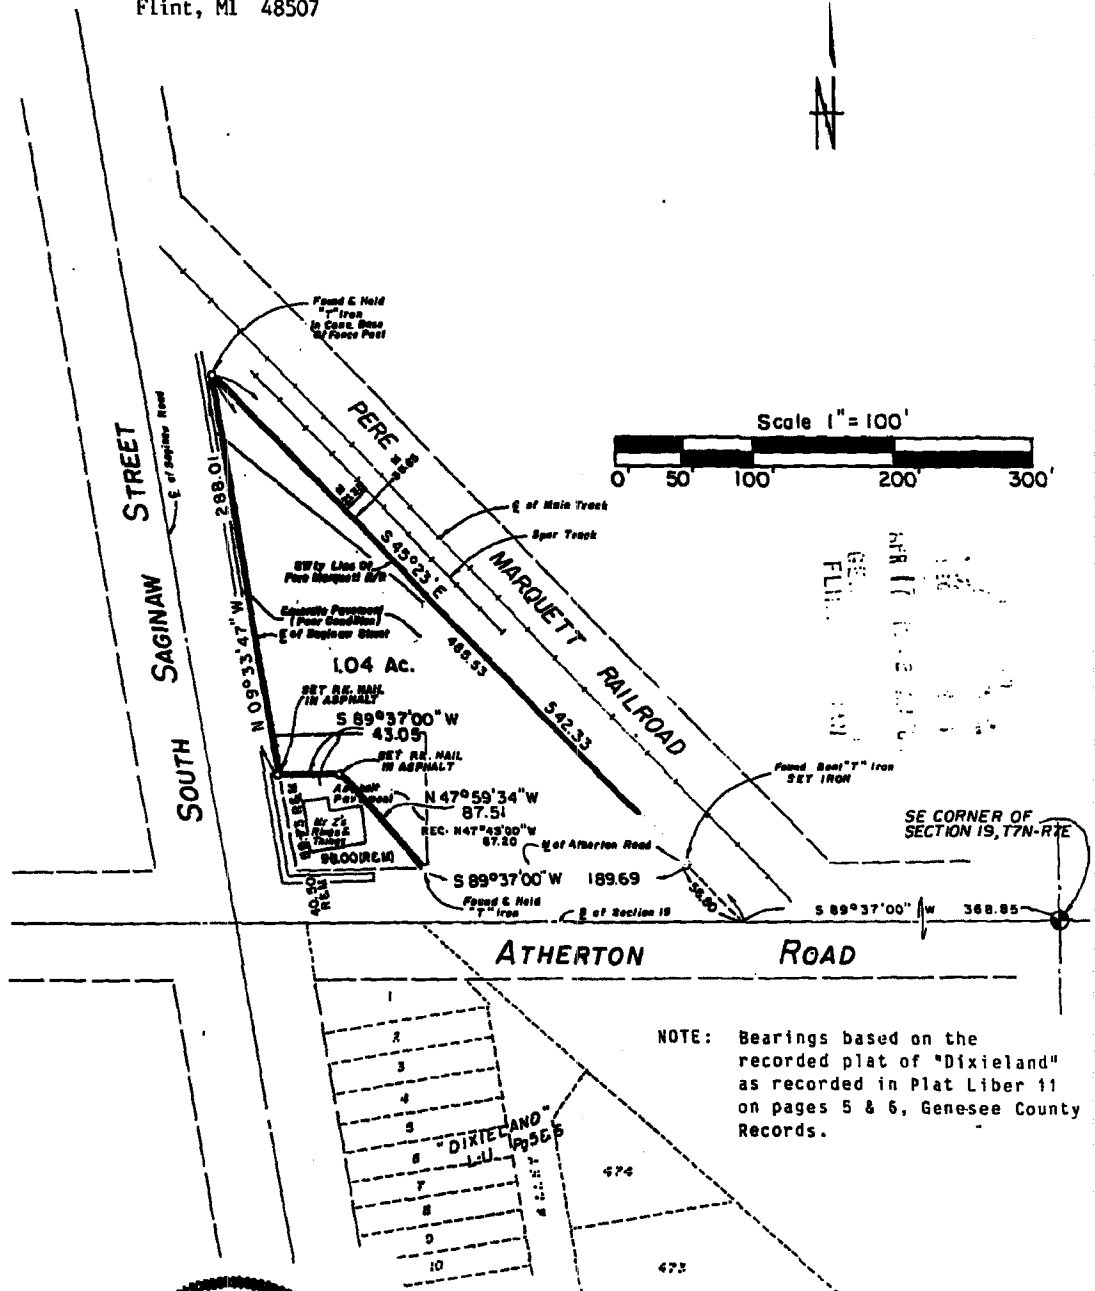 Flint, MI 48507
N
Found & Held
"T" Iron
in Conc. Base
Of Fence Post
Scale 1" = 100'
0 50' 100' 200' 300'
PERE MARQUETT RAILROAD
℄ of Main Track
Spur Track
℄ of Saginaw Road
SOUTH SAGINAW STREET
288.01
N 09°33'47" W
S 45°23' E
488.53
542.33
SW'ly Line Of
Pere Marquett R/R
Concrete Pavement
(Poor Condition)
℄ of Saginaw Street
1.04 Ac.
SET P.K. NAIL
IN ASPHALT
S 89°37'00" W
43.05
SET P.K. NAIL
IN ASPHALT
Asphalt
Pavement
N 47°59'34" W
87.51
REC. N47°43'00"W
87.20
Mr Z's
Rings &
Things
98.00 (R&M)
40.50
R&M
of Atherton Road
S 89°37'00" W 189.69
Found & Held
"T" Iron
Found Bent "T" Iron
SET IRON
SE CORNER OF
SECTION 19, T7N-R7E
℄ of Section 19
S 89°37'00" W 368.85
ATHERTON ROAD
1
2
3
4
5
6
7
8
9
10
"DIXIELAND"
Pg 5 & 6
474
473
NOTE: Bearings based on the
recorded plat of "Dixieland"
as recorded in Plat Liber 11
on pages 5 & 6, Genesee County
Records.